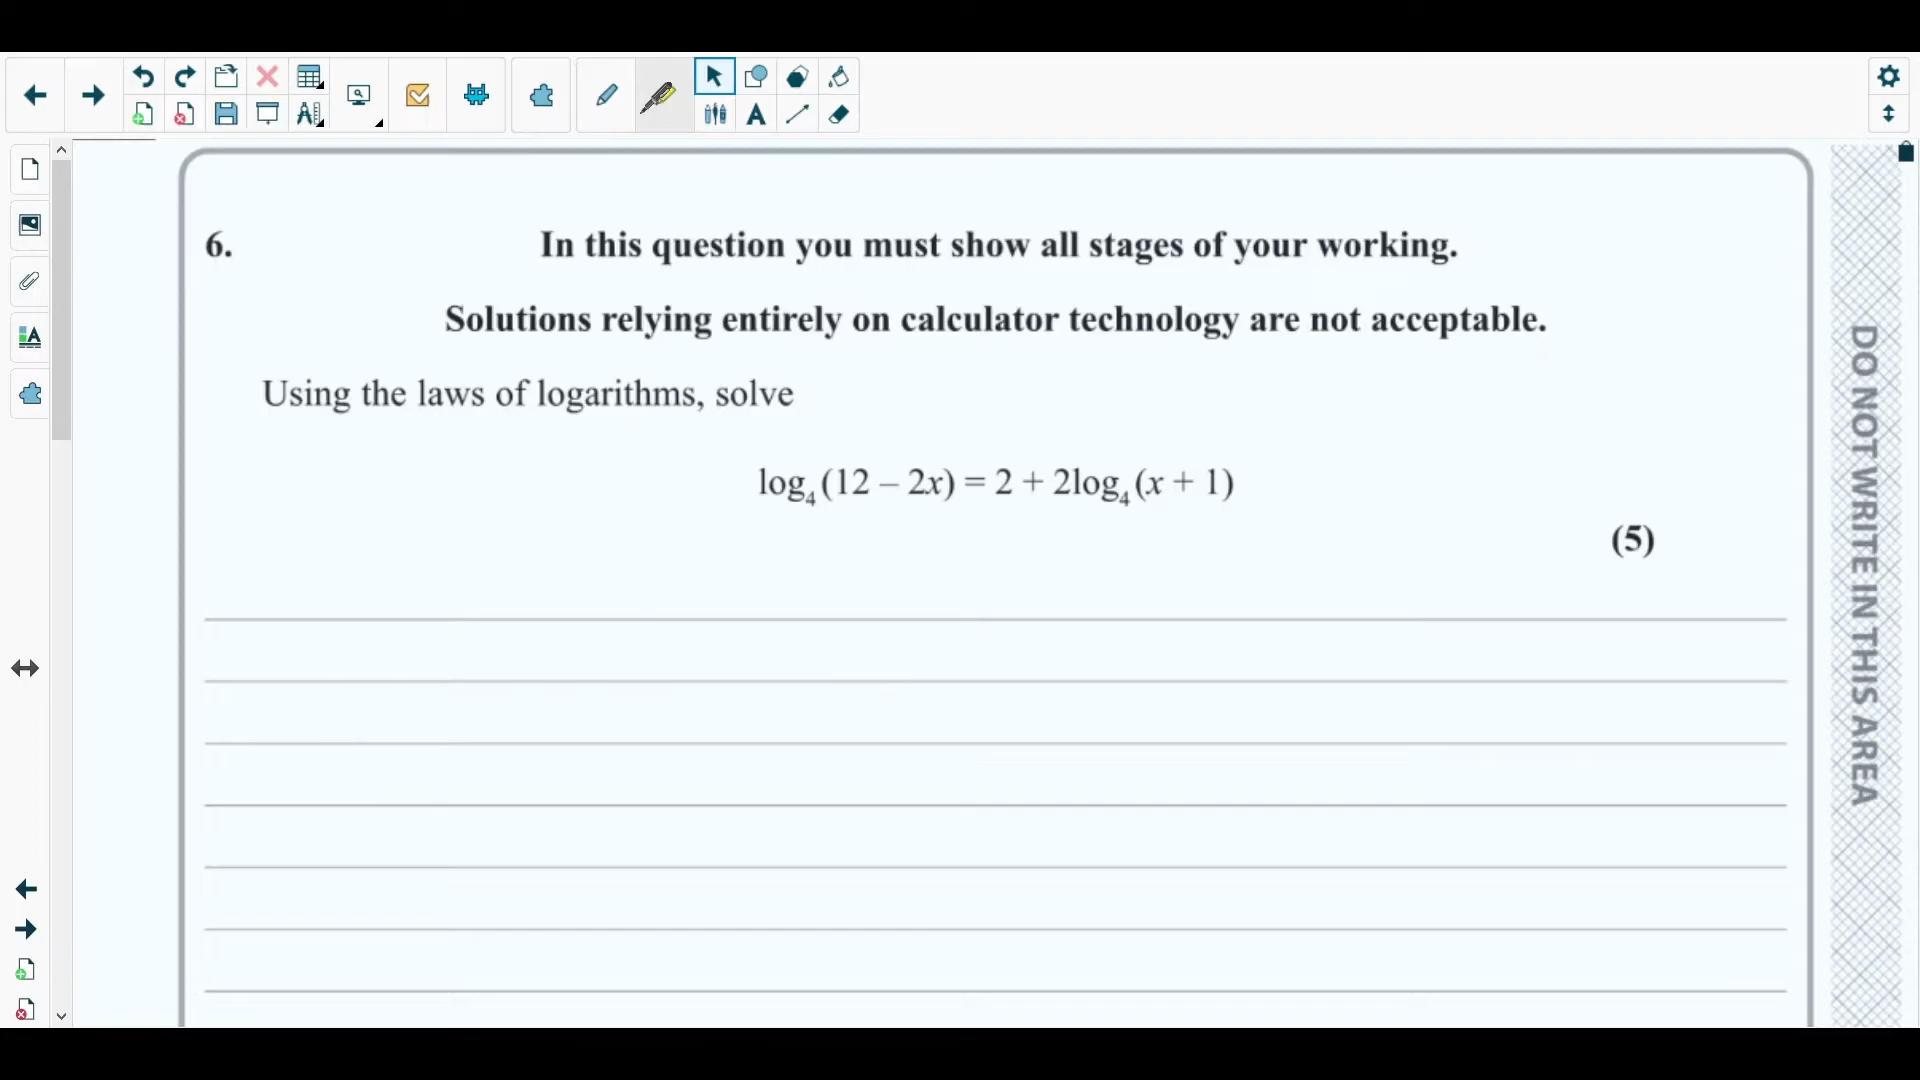 6.
In this question you must show all stages of your working.
Solutions relying entirely on calculator technology are not acceptable.
Using the laws of logarithms, solve
log₄(12 – 2x) = 2 + 2log₄(x + 1)
(5)
DO NOT WRITE IN THIS AREA